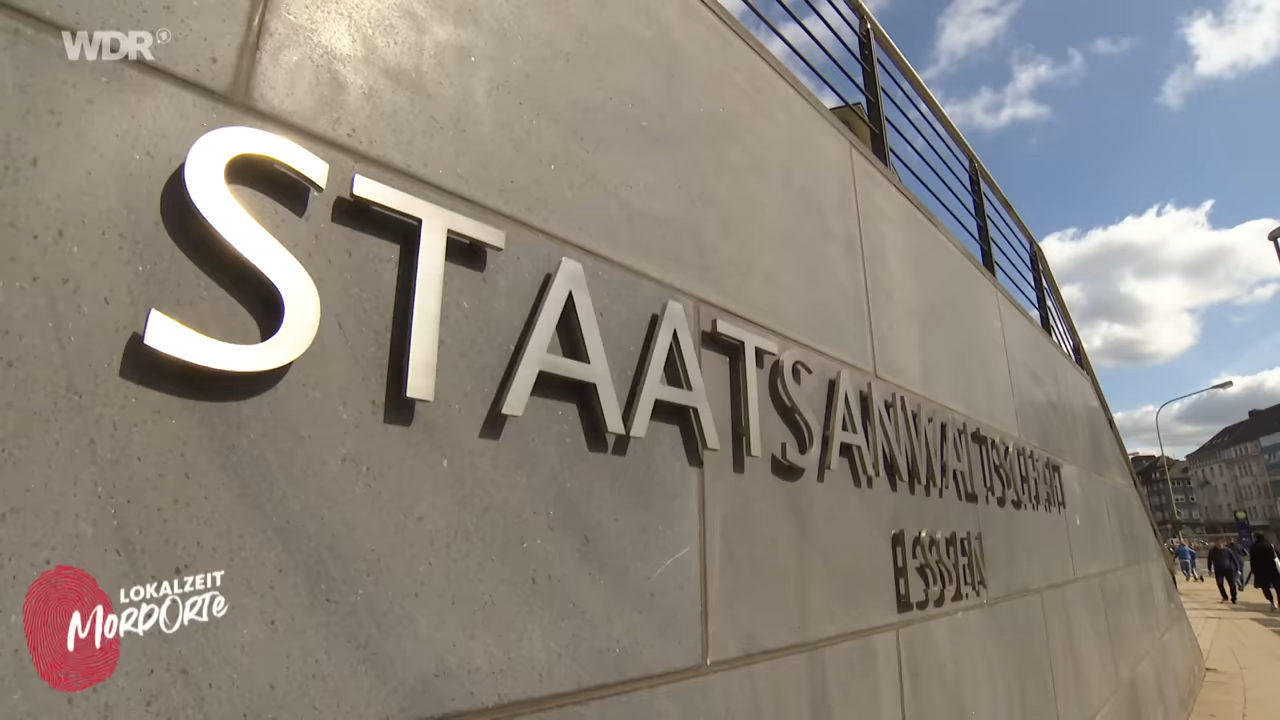 WDR
STAATSANWALTSCHAFT
ESSEN
LOKALZEIT
MORDORTE